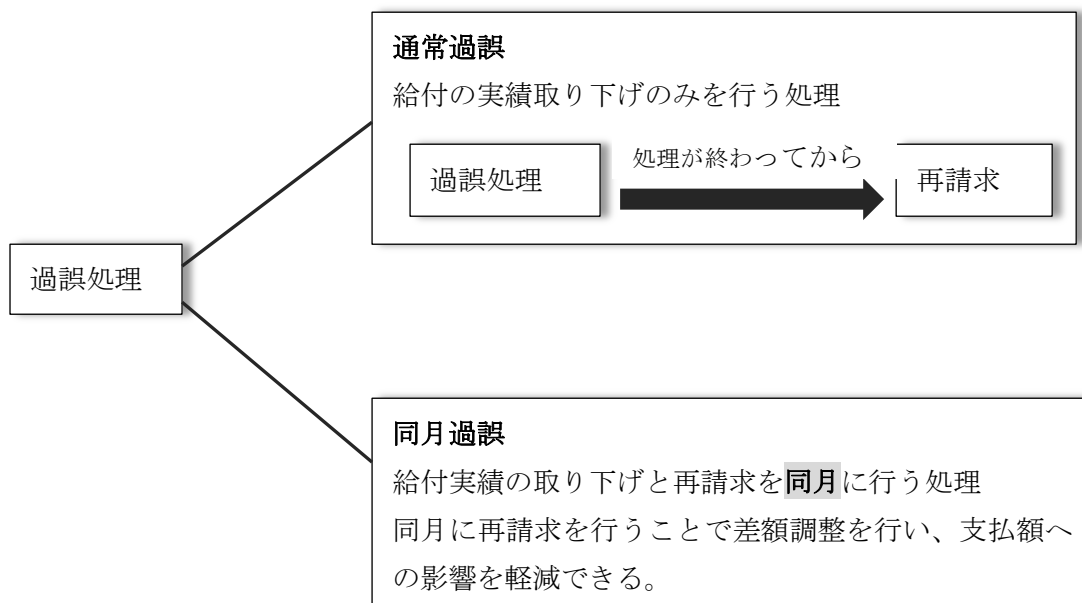 通常過誤
給付の実績取り下げのみを行う処理
過誤処理
処理が終わってから
再請求
過誤処理
同月過誤
給付実績の取り下げと再請求を同月に行う処理
同月に再請求を行うことで差額調整を行い、支払額へ
の影響を軽減できる。